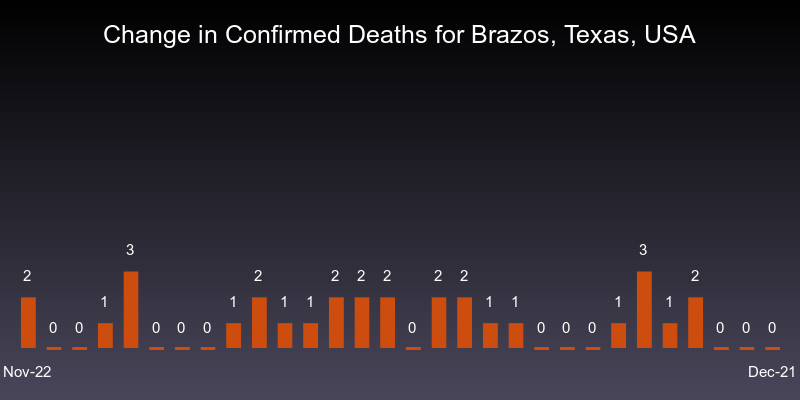 Change in Confirmed Deaths for Brazos, Texas, USA
3 3
2 2 2 2 2 2 2 2
1 1 1 1 1 1 1 1
0 0 0 0 0 0 0 0 0 0 0 0
Nov-22 Dec-21